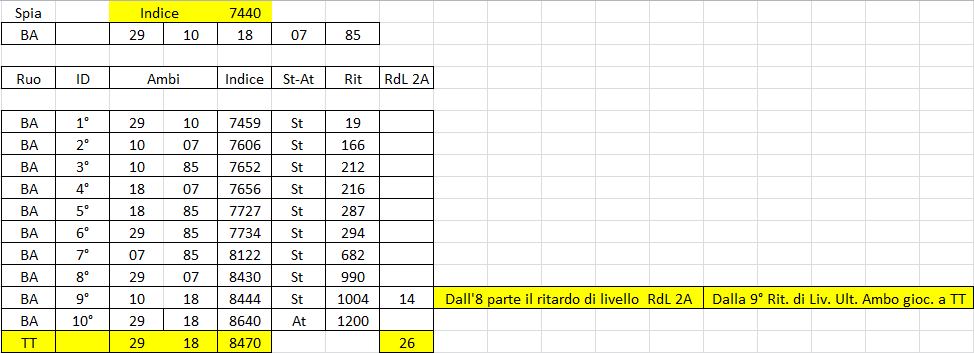 Spia Indice 7440
BA 29 10 18 07 85
Ruo ID Ambi Indice St-At Rit RdL 2A
BA 1° 29 10 7459 St 19
BA 2° 10 07 7606 St 166
BA 3° 10 85 7652 St 212
BA 4° 18 07 7656 St 216
BA 5° 18 85 7727 St 287
BA 6° 29 85 7734 St 294
BA 7° 07 85 8122 St 682
BA 8° 29 07 8430 St 990
BA 9° 10 18 8444 St 1004 14 Dall'8 parte il ritardo di livello RdL 2A Dalla 9° Rit. di Liv. Ult. Ambo gioc. a TT
BA 10° 29 18 8640 At 1200
TT 29 18 8470 26